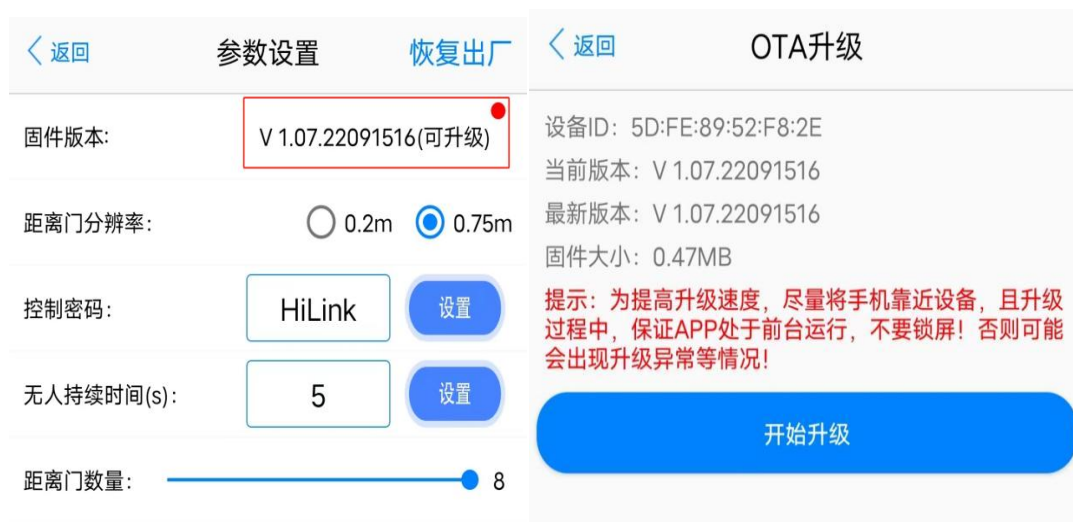 返回 参数设置 恢复出厂
固件版本: V 1.07.22091516(可升级)
距离门分辨率: 0.2m 0.75m
控制密码: HiLink 设置
无人持续时间(s): 5 设置
距离门数量: 8
返回 OTA升级
设备ID: 5D:FE:89:52:F8:2E
当前版本: V 1.07.22091516
最新版本: V 1.07.22091516
固件大小: 0.47MB
提示：为提高升级速度，尽量将手机靠近设备，且升级
过程中，保证APP处于前台运行，不要锁屏！否则可能
会出现升级异常等情况！
开始升级